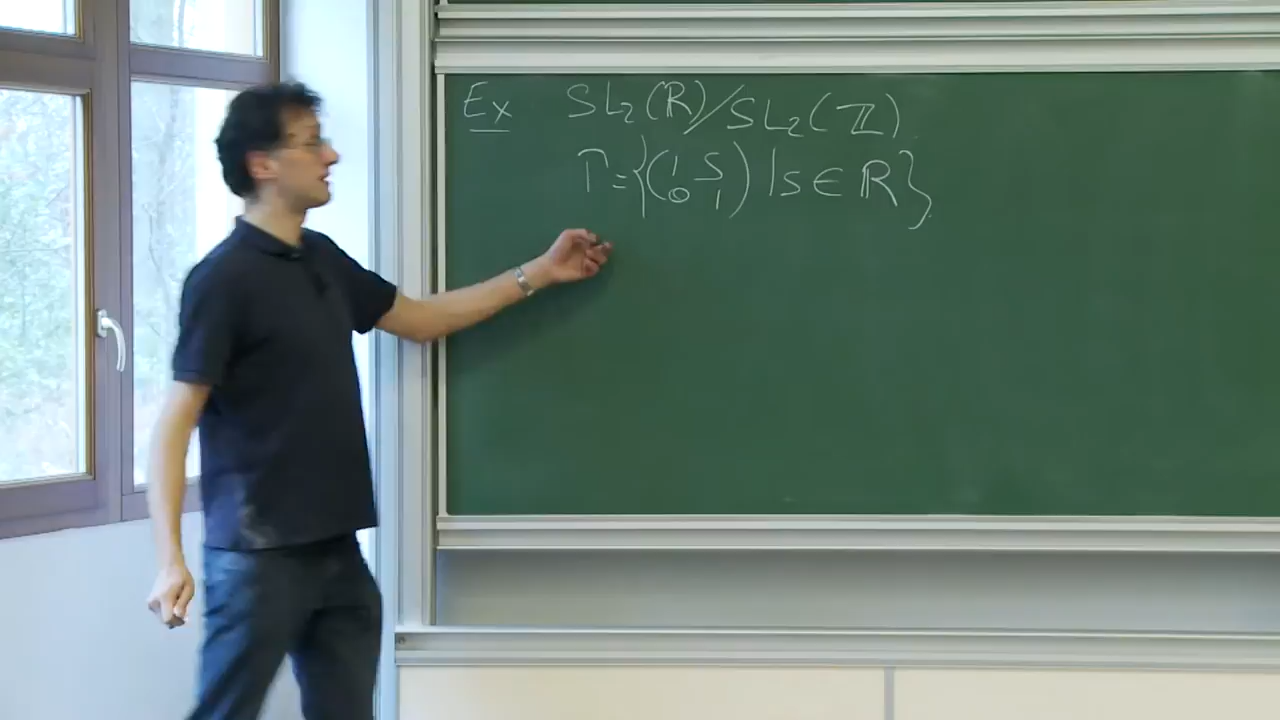 Ex SL₂(ℝ)/SL₂(ℤ).
Γ={(1 s
0 1) | s ∈ ℝ}.